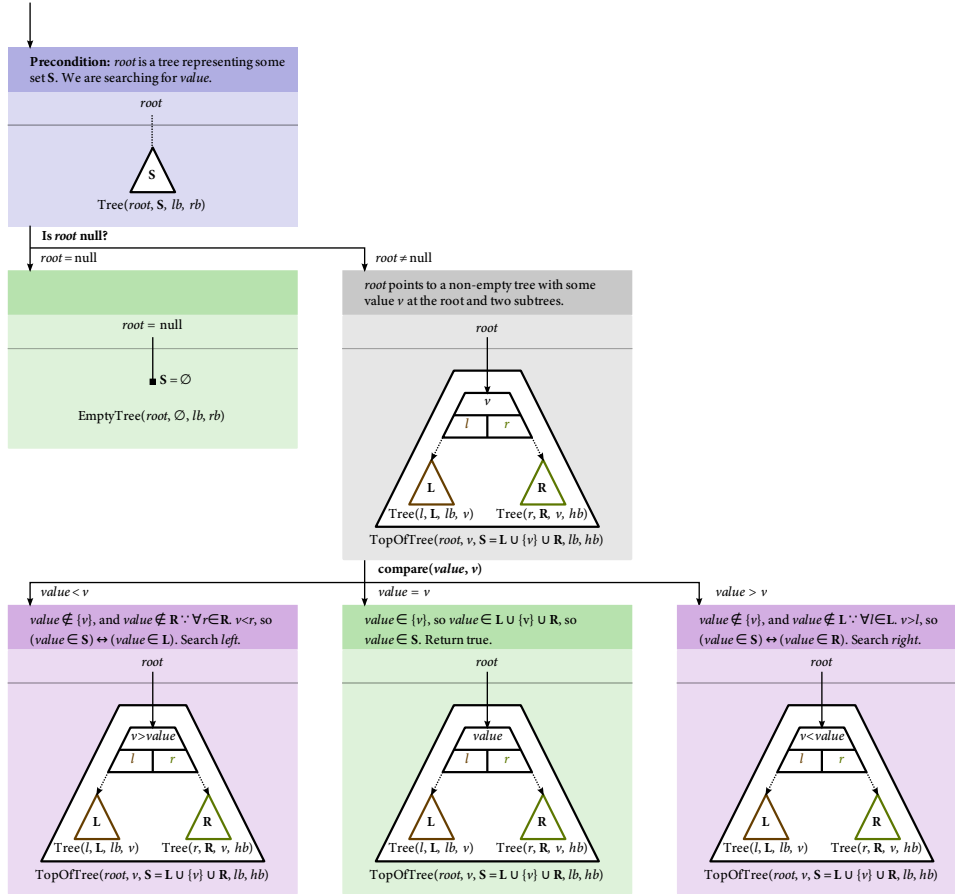 Precondition: root is a tree representing some
set S. We are searching for value.
root
S
Tree(root, S, lb, rb)
Is root null?
root = null
root ≠ null
root = null
S = ∅
EmptyTree(root, ∅, lb, rb)
root points to a non-empty tree with some
value v at the root and two subtrees.
root
v
l r
L R
Tree(l, L, lb, v) Tree(r, R, v, hb)
TopOfTree(root, v, S = L ∪ {v} ∪ R, lb, hb)
compare(value, v)
value < v
value = v
value > v
value ∉ {v}, and value ∉ R ∵ ∀r∈R. v<r, so
(value ∈ S) ↔ (value ∈ L). Search left.
root
v>value
l r
L R
Tree(l, L, lb, v) Tree(r, R, v, hb)
TopOfTree(root, v, S = L ∪ {v} ∪ R, lb, hb)
value ∈ {v}, so value ∈ L ∪ {v} ∪ R, so
value ∈ S. Return true.
root
value
l r
L R
Tree(l, L, lb, v) Tree(r, R, v, hb)
TopOfTree(root, v, S = L ∪ {v} ∪ R, lb, hb)
value ∉ {v}, and value ∉ L ∵ ∀l∈L. v>l, so
(value ∈ S) ↔ (value ∈ R). Search right.
root
v<value
l r
L R
Tree(l, L, lb, v) Tree(r, R, v, hb)
TopOfTree(root, v, S = L ∪ {v} ∪ R, lb, hb)